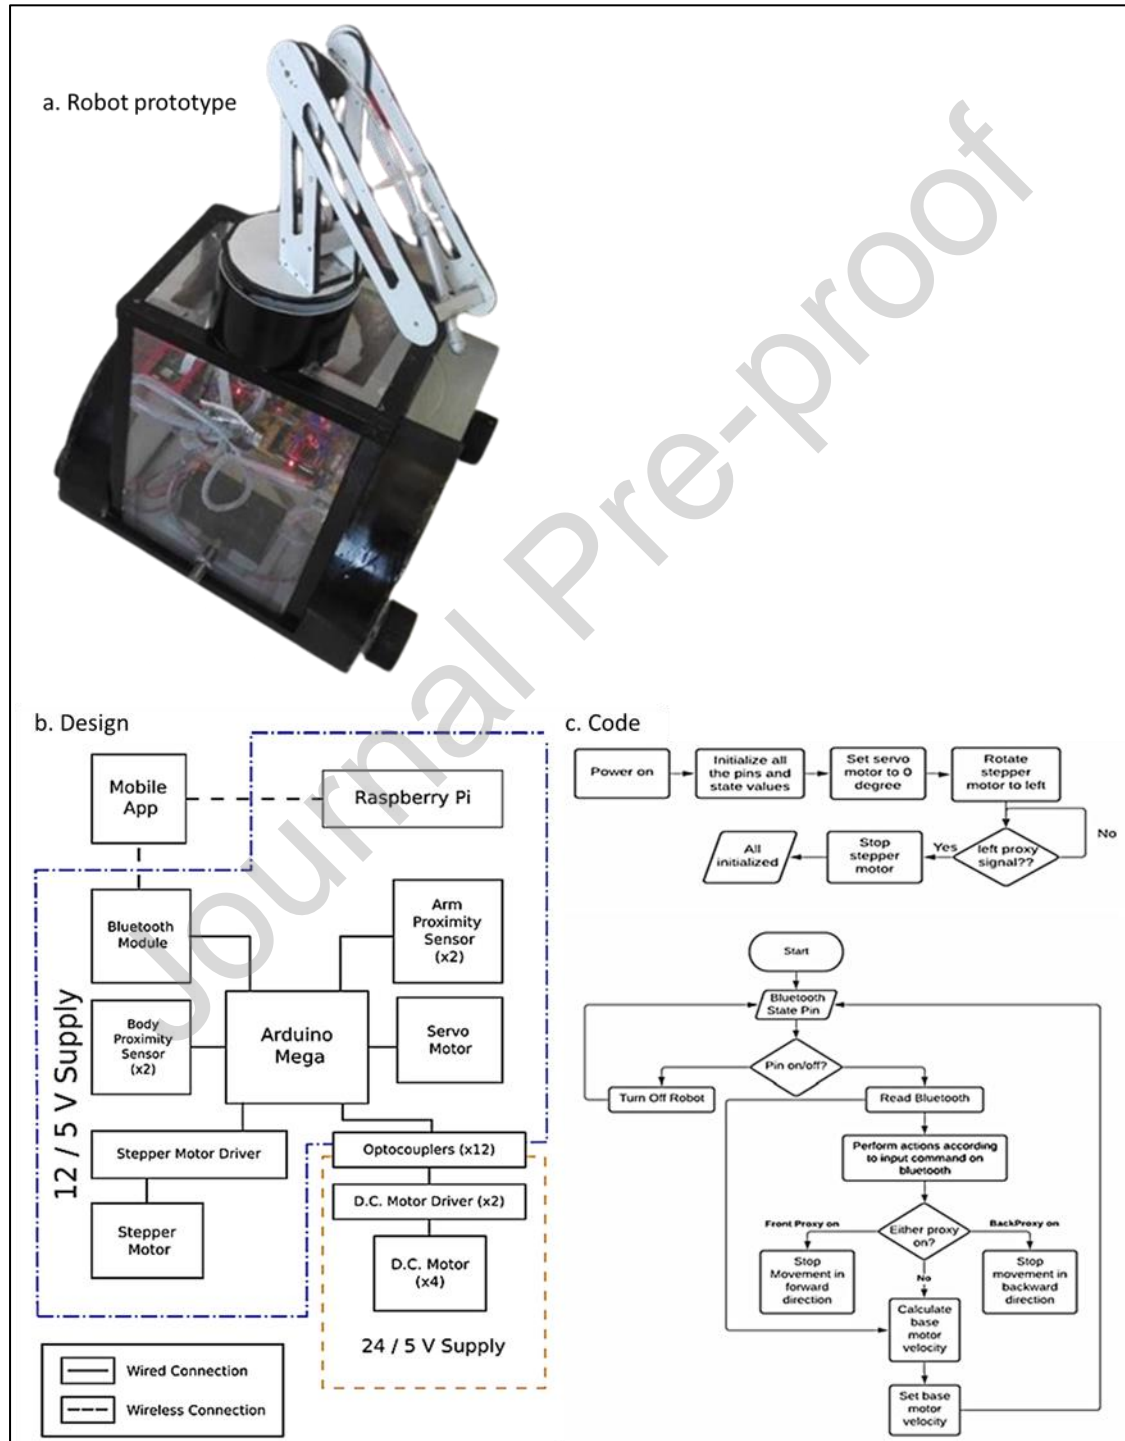 a. Robot prototype
Journal Pre-proof
b. Design
Mobile
App
Raspberry Pi
Bluetooth
Module
Arm
Proximity
Sensor
(x2)
Body
Proximity
Sensor
(x2)
Arduino
Mega
Servo
Motor
12 / 5 V Supply
Stepper Motor Driver
Optocouplers (x12)
D.C. Motor Driver (x2)
Stepper
Motor
D.C. Motor
(x4)
24 / 5 V Supply
Wired Connection
Wireless Connection
c. Code
Power on
Initialize all
the pins and
state values
Set servo
motor to 0
degree
Rotate
stepper
motor to left
No
left proxy
signal??
Yes
Stop
stepper
motor
All
initialized
Start
Bluetooth
State Pin
Pin on/off?
Turn Off Robot
Read Bluetooth
Perform actions according
to input command on
bluetooth
Front Proxy on
Either proxy
on?
BackProxy on
Stop
Movement in
forward
direction
No
Stop
movement in
backward
direction
Calculate
base
motor
velocity
Set base
motor
velocity